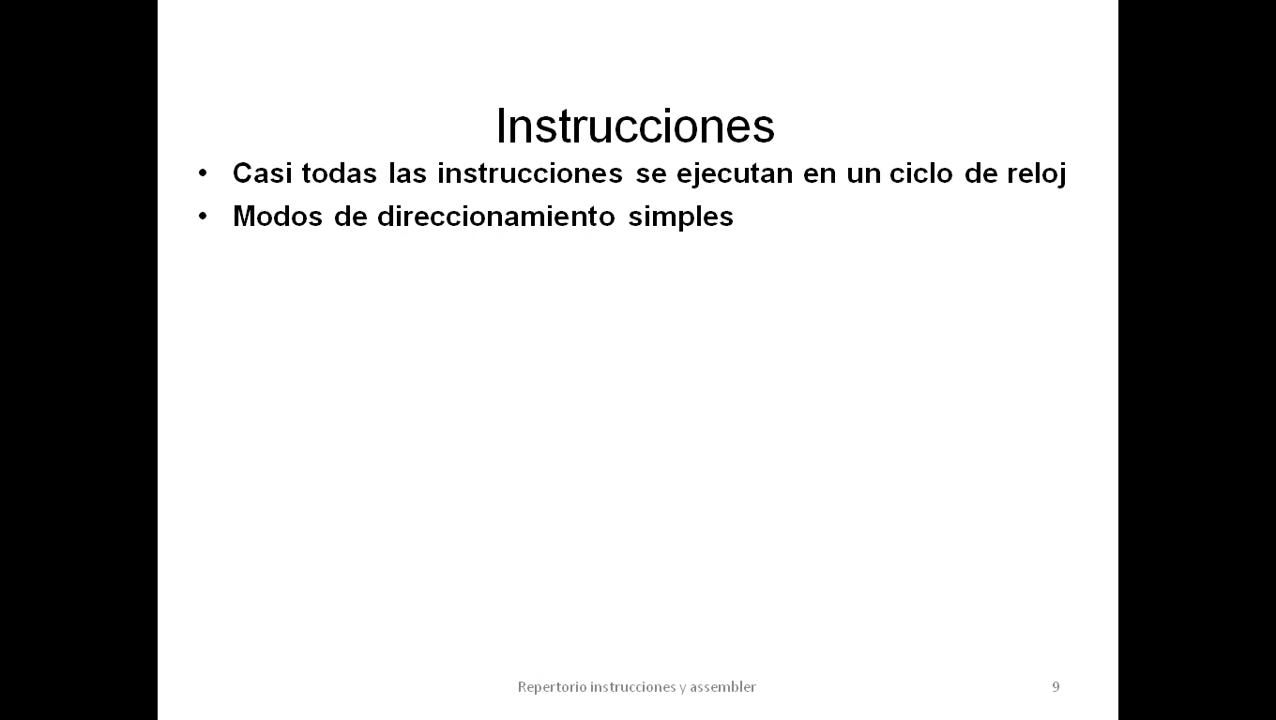 Instrucciones
• Casi todas las instrucciones se ejecutan en un ciclo de reloj
• Modos de direccionamiento simples
Repertorio instrucciones y assembler 9